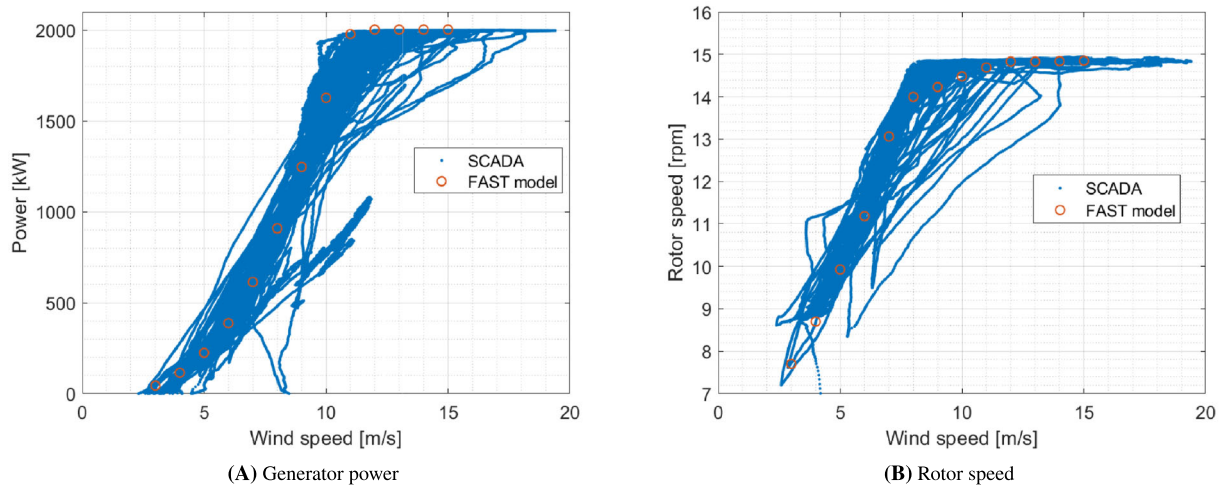 2000
1500
1000
500
0
Power [kW]
SCADA
FAST model
0 5 10 15 20
Wind speed [m/s]
(A) Generator power
16
15
14
13
12
11
10
9
8
7
Rotor speed [rpm]
SCADA
FAST model
0 5 10 15 20
Wind speed [m/s]
(B) Rotor speed